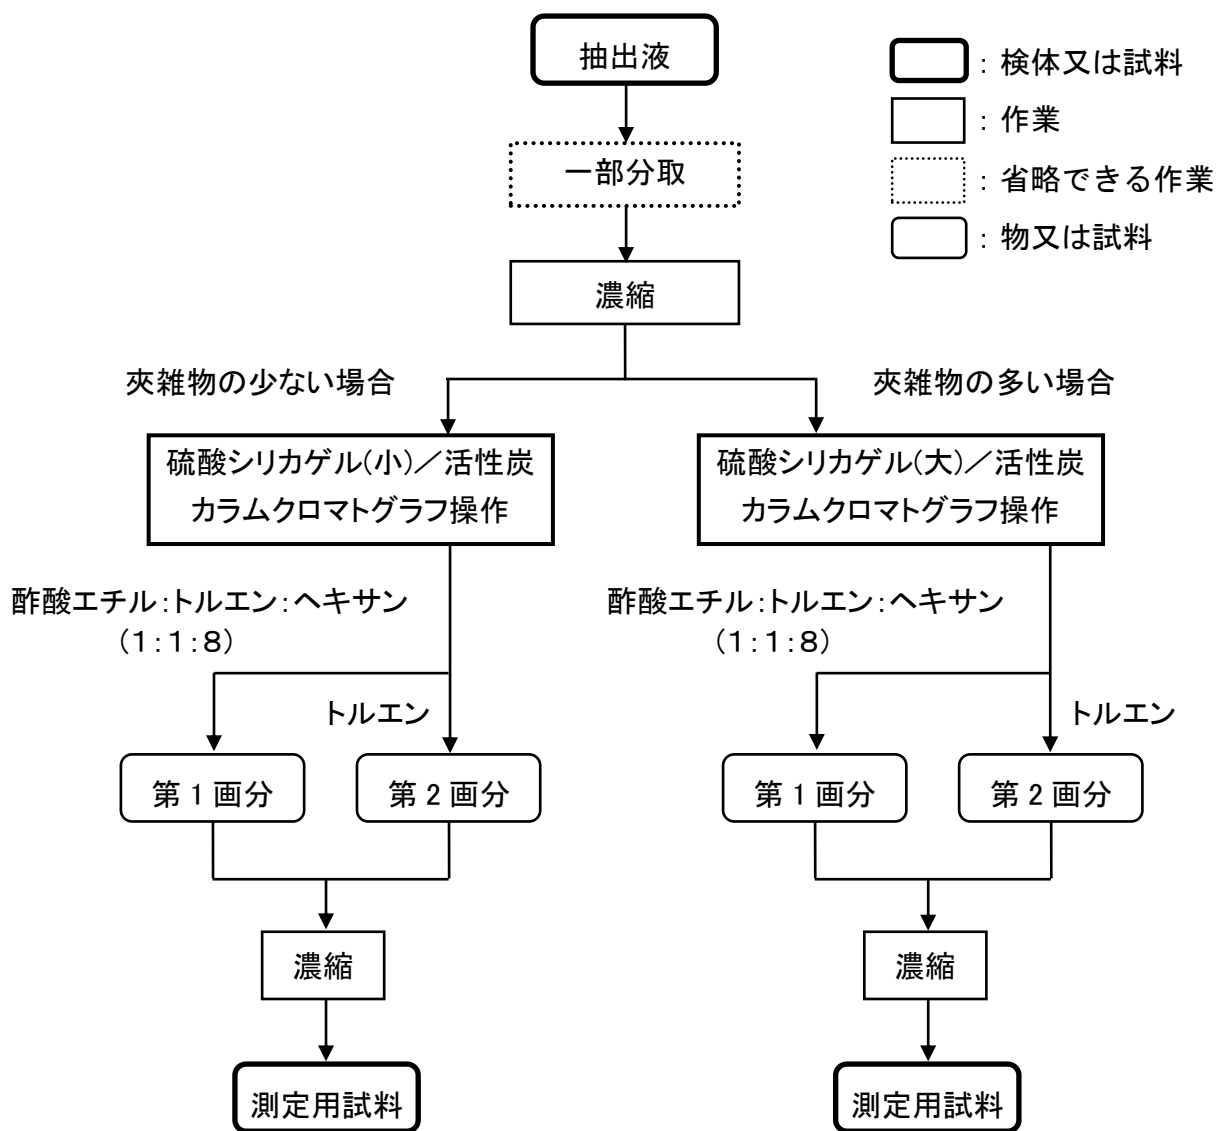 抽出液
：検体又は試料
：作業
一部分取
：省略できる作業
：物又は試料
濃縮
夾雑物の少ない場合
夾雑物の多い場合
硫酸シリカゲル(小)／活性炭
カラムクロマトグラフ操作
硫酸シリカゲル(大)／活性炭
カラムクロマトグラフ操作
酢酸エチル：トルエン：ヘキサン
（１：１：８）
酢酸エチル：トルエン：ヘキサン
（１：１：８）
トルエン
トルエン
第 1 画分
第 2 画分
第 1 画分
第 2 画分
濃縮
濃縮
測定用試料
測定用試料